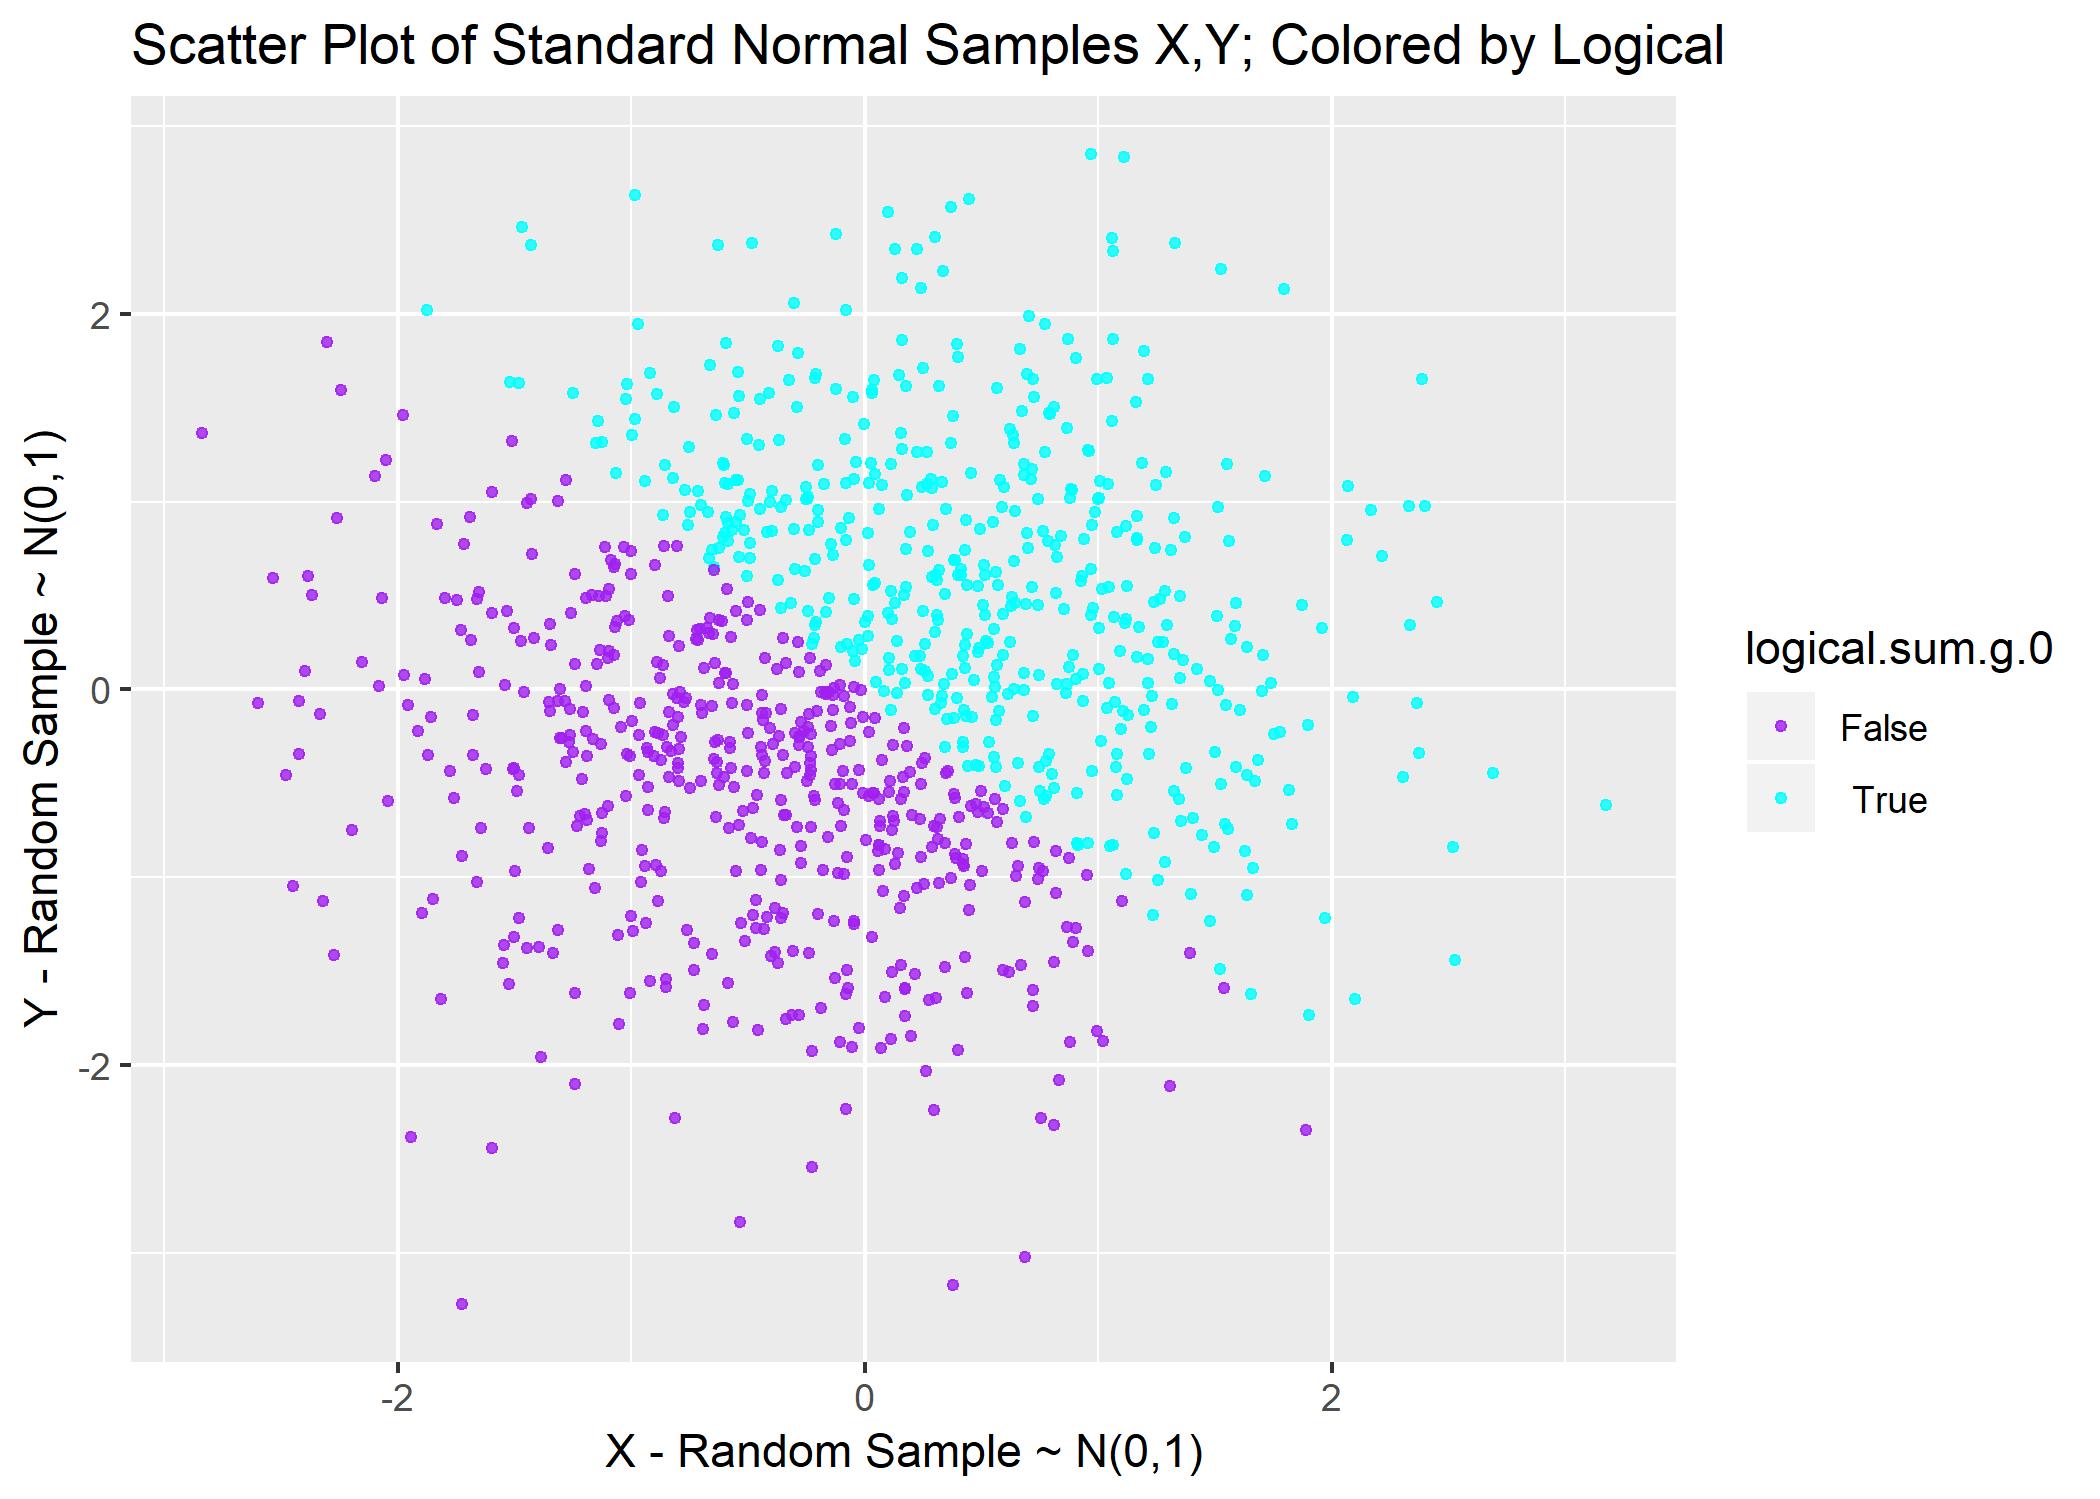 Scatter Plot of Standard Normal Samples X,Y; Colored by Logical
Y - Random Sample ~ N(0,1)
2
0
-2
-2 0 2
X - Random Sample ~ N(0,1)
logical.sum.g.0
False
True